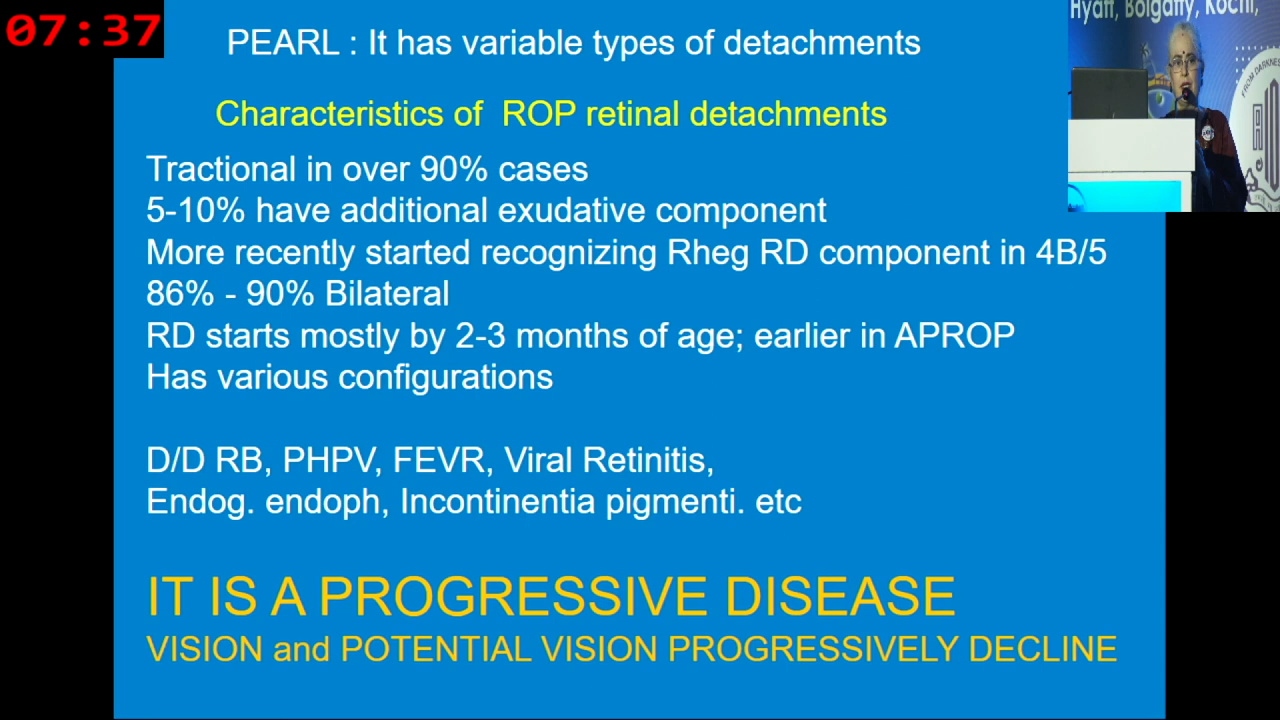 07:37
PEARL : It has variable types of detachments
Hyatt, Bolgatty, Kochi,
Characteristics of ROP retinal detachments
FROM DARKNES
Tractional in over 90% cases
5-10% have additional exudative component
More recently started recognizing Rheg RD component in 4B/5
86% - 90% Bilateral
RD starts mostly by 2-3 months of age; earlier in APROP
Has various configurations
D/D RB, PHPV, FEVR, Viral Retinitis,
Endog. endoph, Incontinentia pigmenti. etc
IT IS A PROGRESSIVE DISEASE
VISION and POTENTIAL VISION PROGRESSIVELY DECLINE